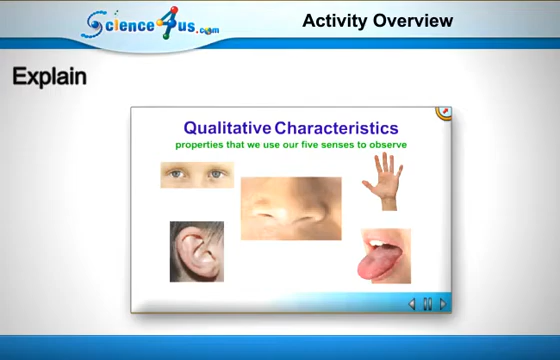 Science4us.com
Activity Overview
Explain
Qualitative Characteristics
properties that we use our five senses to observe